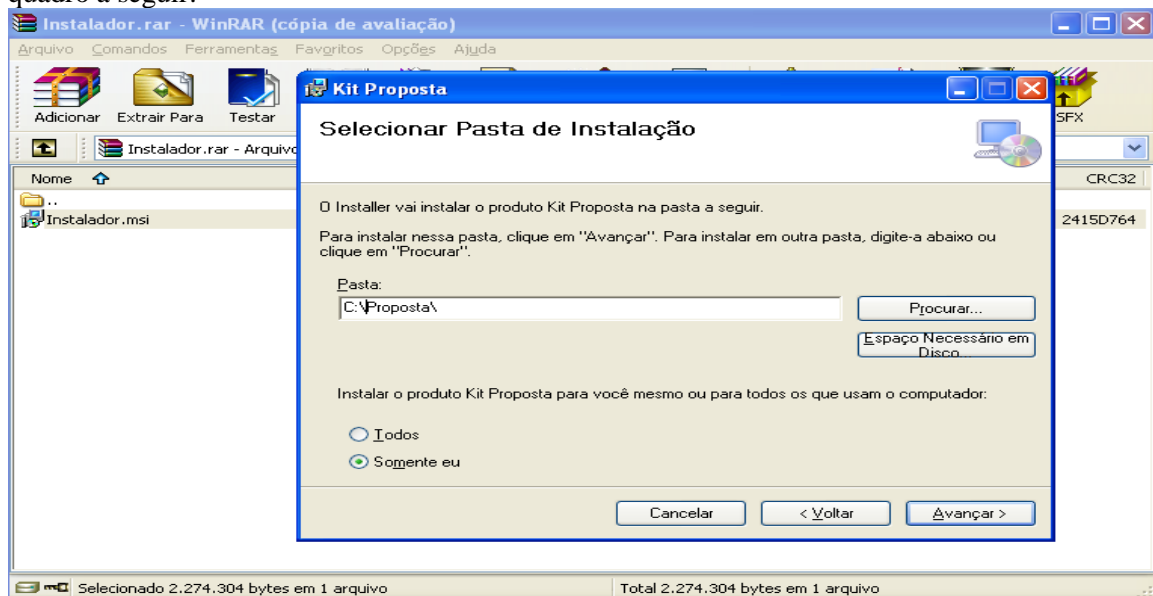 quadro a seguir:
Instalador.rar - WinRAR (cópia de avaliação)
Arquivo Comandos Ferramentas Favoritos Opções Ajuda
Adicionar Extrair Para Testar SFX
Instalador.rar - Arquivo
Nome CRC32
..
Instalador.msi 2415D764
Kit Proposta
Selecionar Pasta de Instalação
O Installer vai instalar o produto Kit Proposta na pasta a seguir.
Para instalar nessa pasta, clique em "Avançar". Para instalar em outra pasta, digite-a abaixo ou
clique em "Procurar".
Pasta:
C:\Proposta\
Procurar...
Espaço Necessário em
Disco...
Instalar o produto Kit Proposta para você mesmo ou para todos os que usam o computador:
Todos
Somente eu
Cancelar < Voltar Avançar >
Selecionado 2.274.304 bytes em 1 arquivo Total 2.274.304 bytes em 1 arquivo